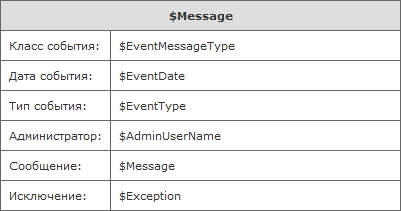 $Message
Класс события: $EventMessageType
Дата события: $EventDate
Тип события: $EventType
Администратор: $AdminUserName
Сообщение: $Message
Исключение: $Exception